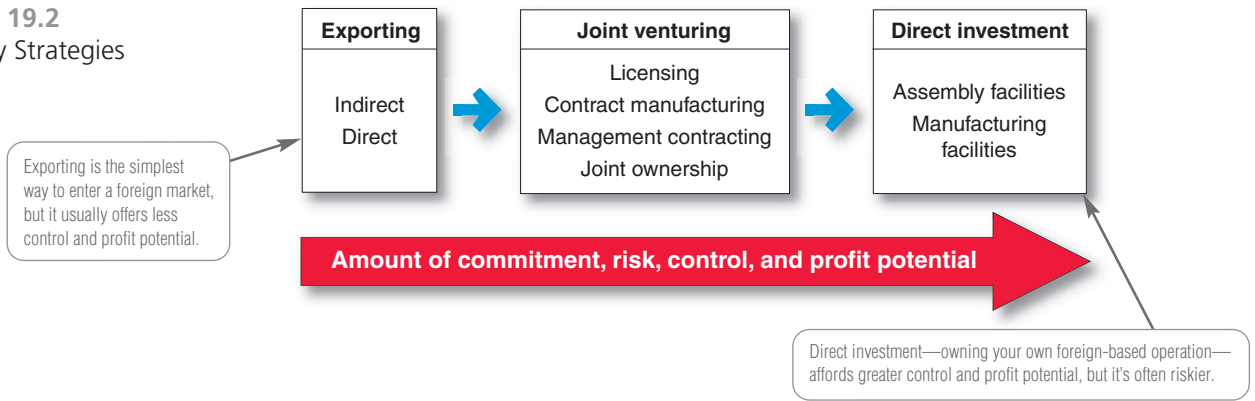 19.2
Strategies
Exporting
Indirect
Direct
Joint venturing
Licensing
Contract manufacturing
Management contracting
Joint ownership
Direct investment
Assembly facilities
Manufacturing
facilities
Exporting is the simplest
way to enter a foreign market,
but it usually offers less
control and profit potential.
Amount of commitment, risk, control, and profit potential
Direct investment—owning your own foreign-based operation—
affords greater control and profit potential, but it's often riskier.